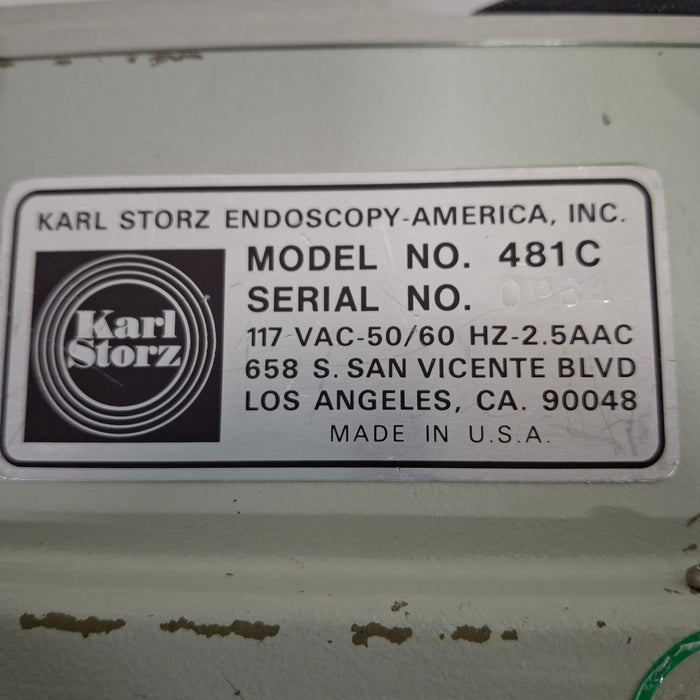 KARL STORZ ENDOSCOPY-AMERICA, INC.
Karl
Storz
MODEL NO. 481C
SERIAL NO.
117 VAC-50/60 HZ-2.5AAC
658 S. SAN VICENTE BLVD
LOS ANGELES, CA. 90048
MADE IN U.S.A.